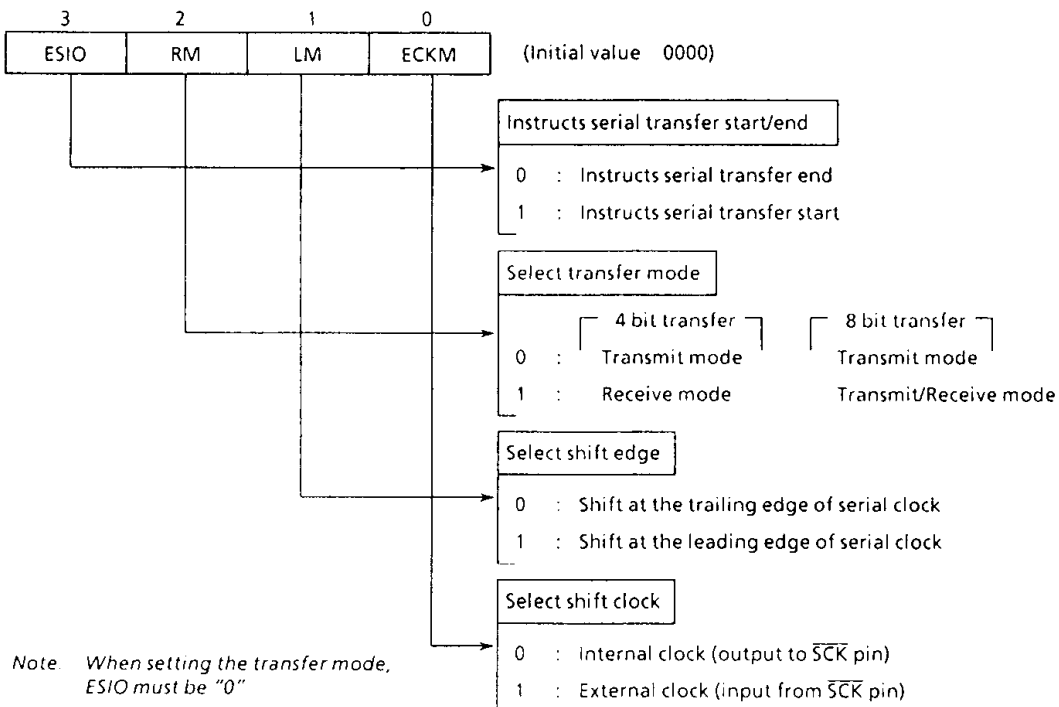 3 2 1 0
ESIO RM LM ECKM (Initial value 0000)
Instructs serial transfer start/end
0 : Instructs serial transfer end
1 : Instructs serial transfer start
Select transfer mode
4 bit transfer 8 bit transfer
0 : Transmit mode Transmit mode
1 : Receive mode Transmit/Receive mode
Select shift edge
0 : Shift at the trailing edge of serial clock
1 : Shift at the leading edge of serial clock
Select shift clock
0 : Internal clock (output to S̅C̅K̅ pin)
1 : External clock (input from S̅C̅K̅ pin)
Note. When setting the transfer mode,
ESIO must be "0"